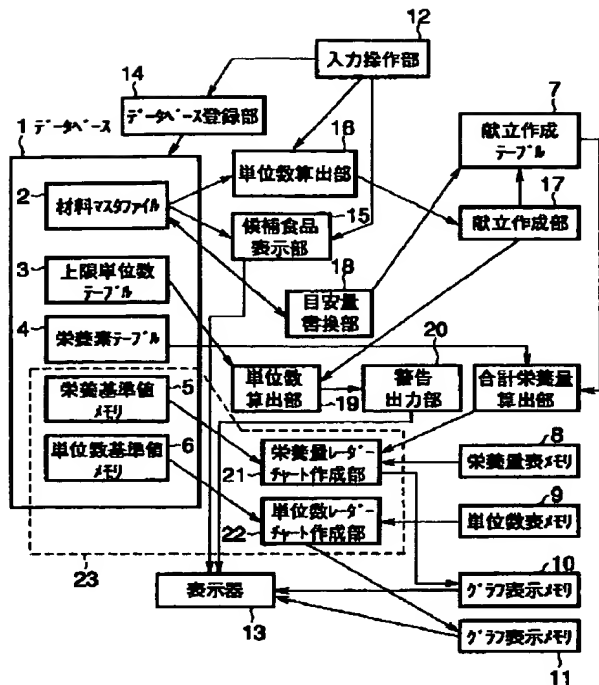 12
入力操作部
14
データベース登録部
7
献立作成
テーブル
1 データベース
16
単位数算出部
2
材料マスタファイル
15
候補食品
表示部
17
献立作成部
3
上限単位数
テーブル
18
目安量
書換部
4
栄養素テーブル
20
単位数
算出部
19
警告
出力部
合計栄養量
算出部
栄養基準値
メモリ
5
単位数基準値
メモリ
6
栄養量レーダー
チャート作成部
21
8
栄養量表メモリ
単位数レーダー
チャート作成部
22
9
単位数表メモリ
23
表示器
13
10
グラフ表示メモリ
グラフ表示メモリ
11